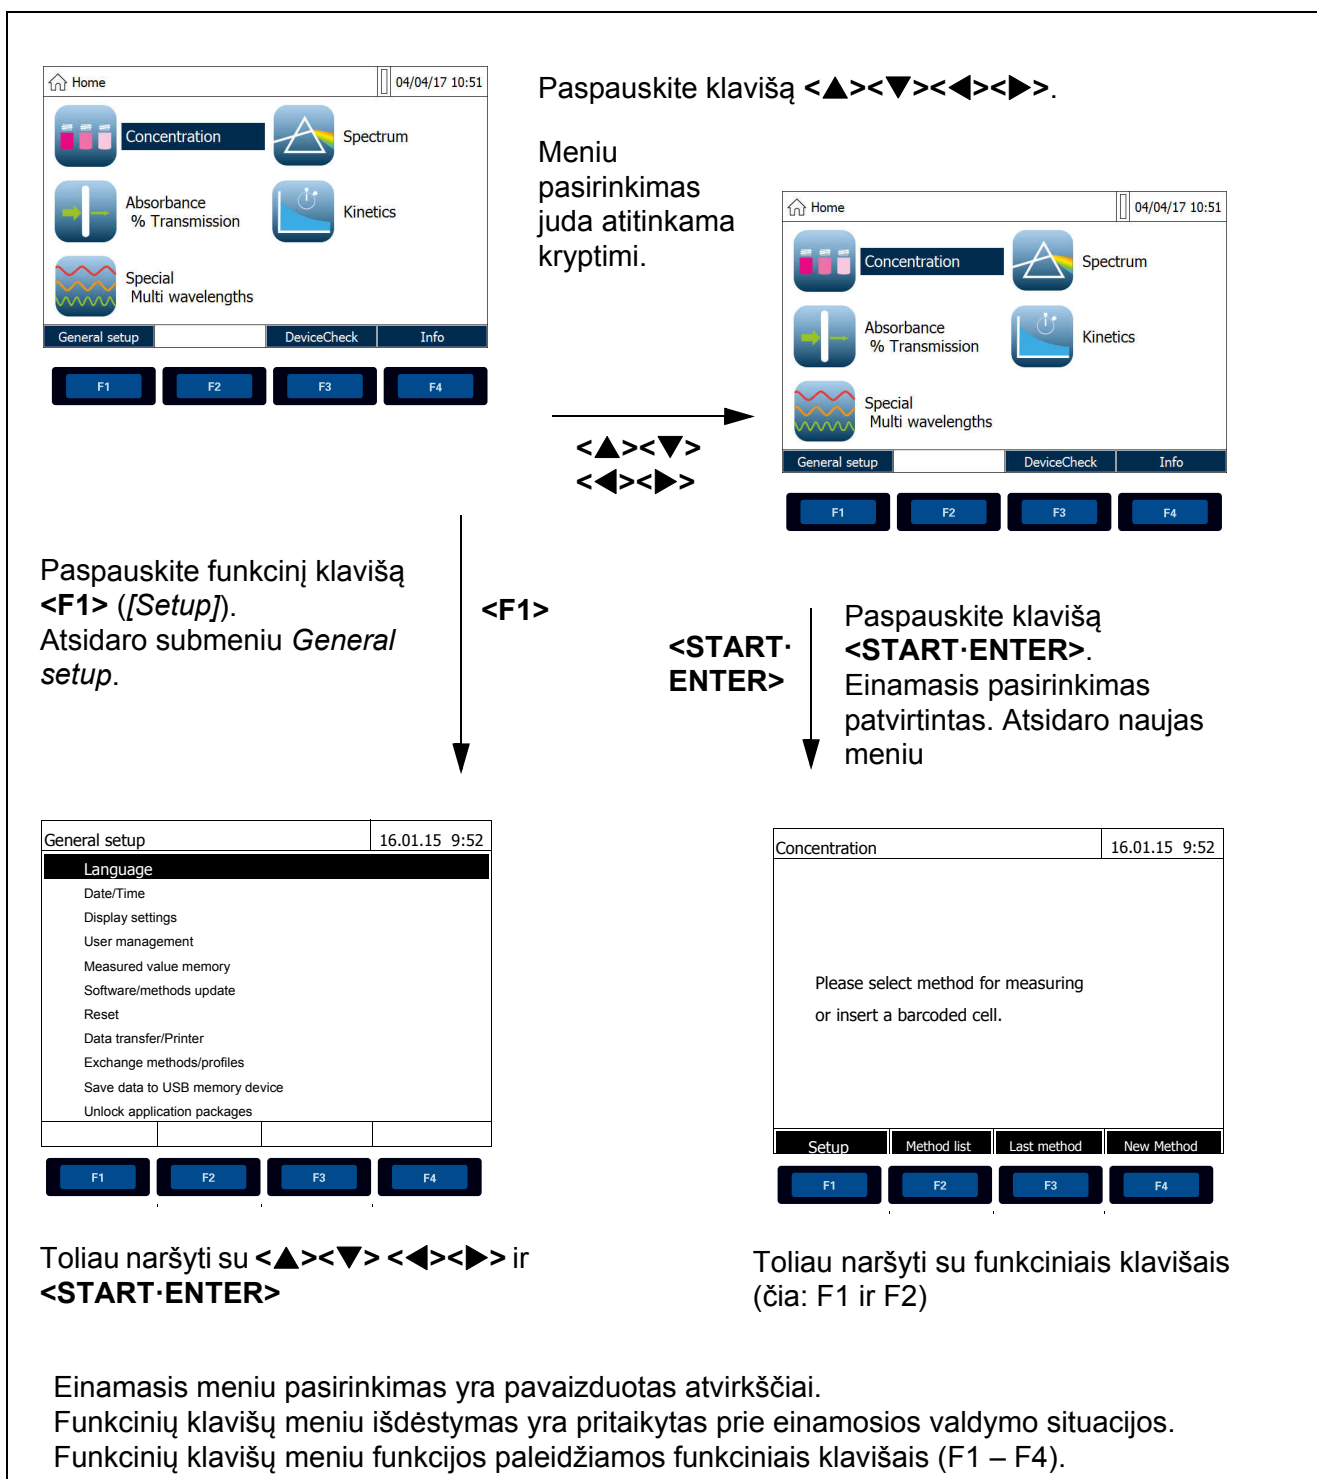 Home 04/04/17 10:51
Concentration Spectrum
Absorbance
% Transmission
Kinetics
Special
Multi wavelengths
General setup DeviceCheck Info
F1 F2 F3 F4
Paspauskite klavišą <▲><▼><◀><▶>.
Meniu
pasirinkimas
juda atitinkama
kryptimi.
<▲><▼>
<◀><▶>
Home 04/04/17 10:51
Concentration Spectrum
Absorbance
% Transmission
Kinetics
Special
Multi wavelengths
General setup DeviceCheck Info
F1 F2 F3 F4
Paspauskite funkcinį klavišą
<F1> ([Setup]).
Atsidaro submeniu General
setup.
<F1>
<START·
ENTER>
Paspauskite klavišą
<START·ENTER>.
Einamasis pasirinkimas
patvirtintas. Atsidaro naujas
meniu
General setup 16.01.15 9:52
Language
Date/Time
Display settings
User management
Measured value memory
Software/methods update
Reset
Data transfer/Printer
Exchange methods/profiles
Save data to USB memory device
Unlock application packages
F1 F2 F3 F4
Concentration 16.01.15 9:52
Please select method for measuring
or insert a barcoded cell.
Setup Method list Last method New Method
F1 F2 F3 F4
Toliau naršyti su <▲><▼> <◀><▶> ir
<START·ENTER>
Toliau naršyti su funkciniais klavišais
(čia: F1 ir F2)
Einamasis meniu pasirinkimas yra pavaizduotas atvirkščiai.
Funkcinių klavišų meniu išdėstymas yra pritaikytas prie einamosios valdymo situacijos.
Funkcinių klavišų meniu funkcijos paleidžiamos funkciniais klavišais (F1 – F4).